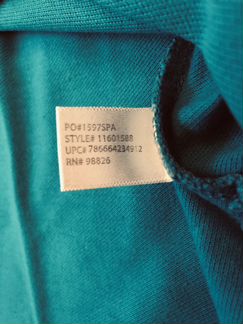 PO#1597SPA
STYLE# 11601588
UPC# 786664234912
RN# 98826